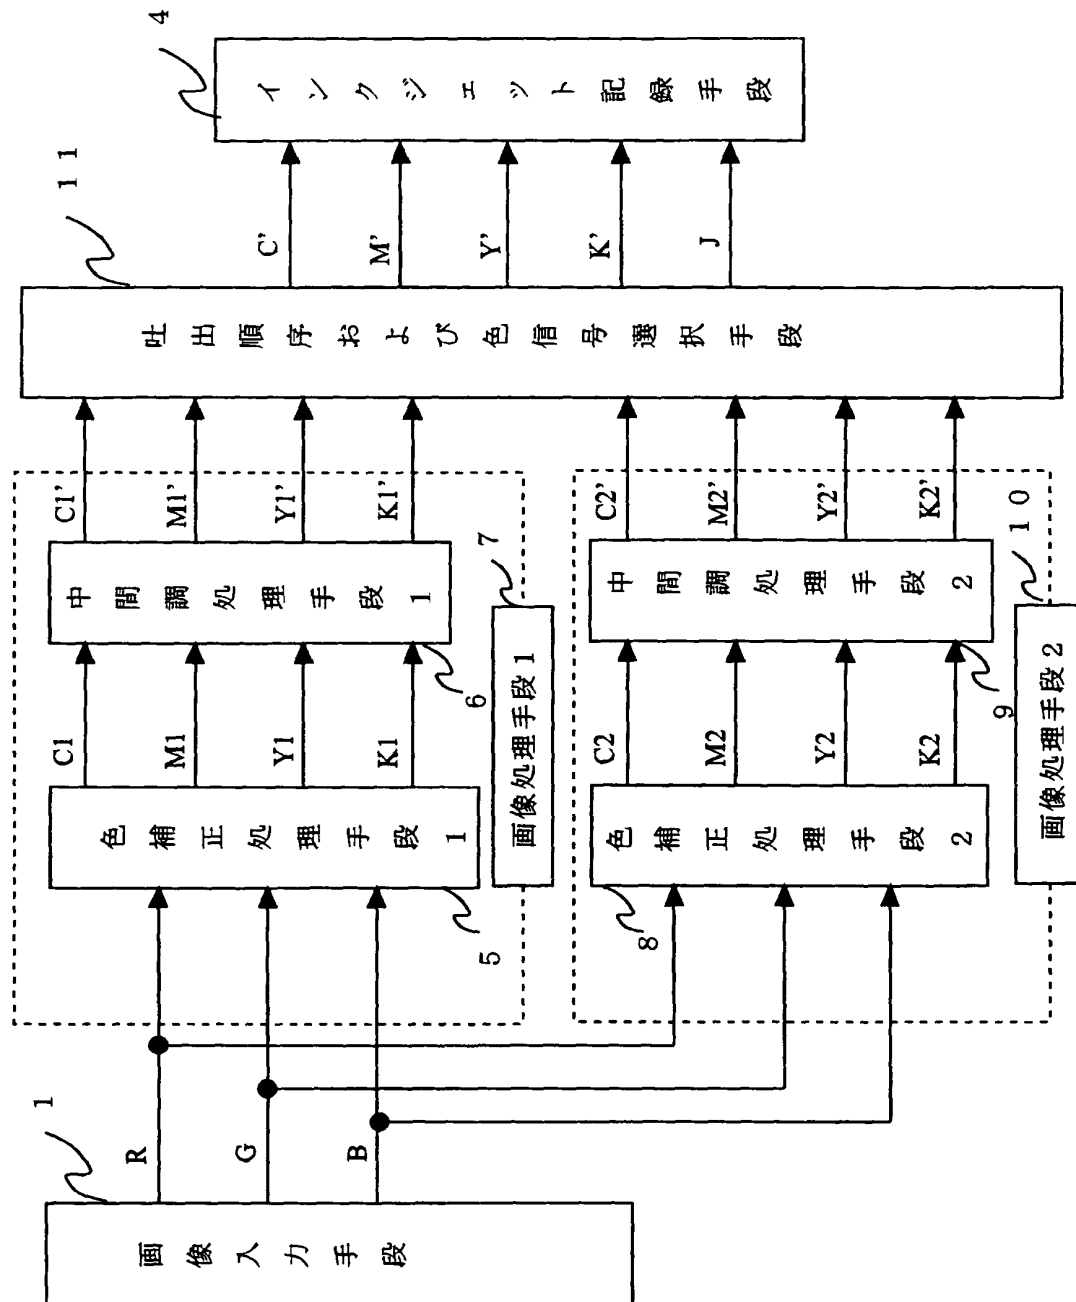 画像入力手段
1
R
G
B
色補正処理手段1
5
C1
M1
Y1
K1
中間調処理手段1
6
画像処理手段1
7
C1'
M1'
Y1'
K1'
色補正処理手段2
8
C2
M2
Y2
K2
中間調処理手段2
9
画像処理手段2
10
C2'
M2'
Y2'
K2'
吐出順序および色信号選択手段
11
C'
M'
Y'
K'
J
インクジェット記録手段
4